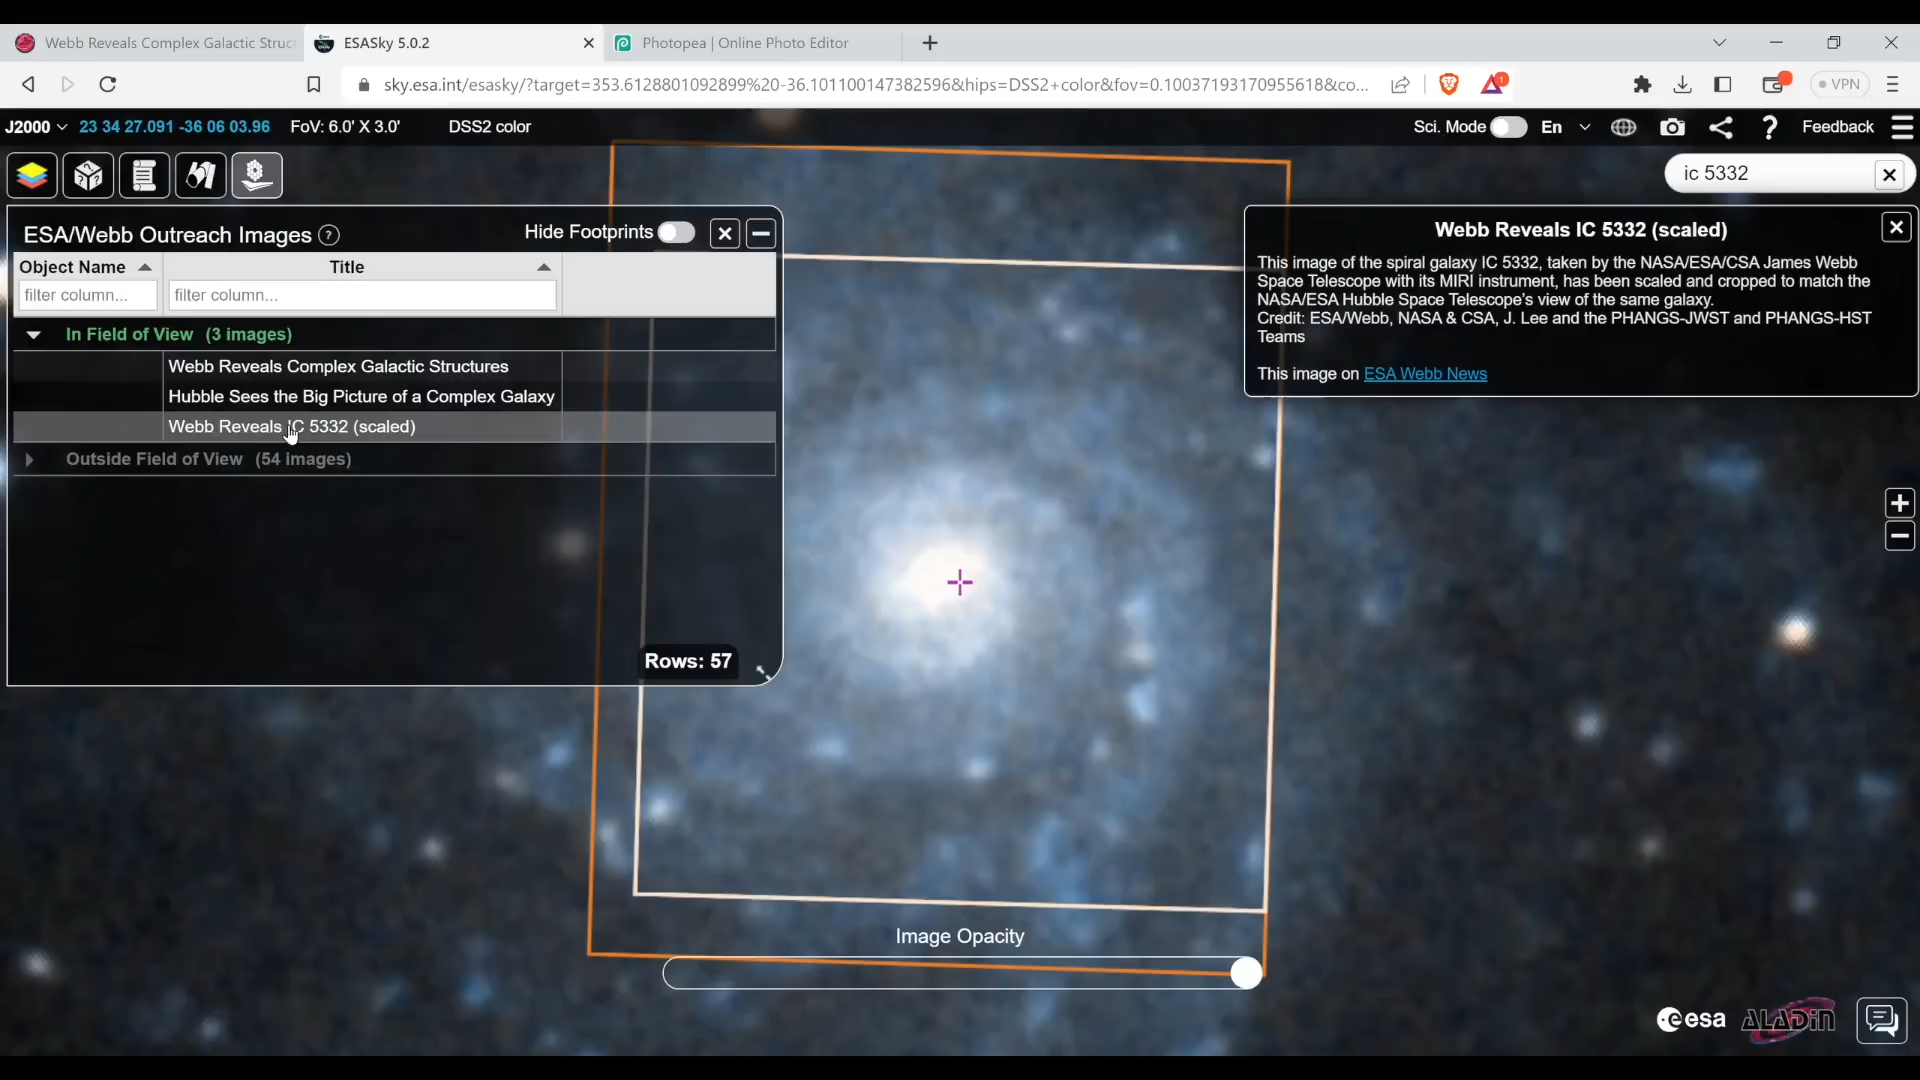 Webb Reveals Complex Galactic Struct
ESASky 5.0.2
Photopea | Online Photo Editor
sky.esa.int/esasky/?target=353.6128801092899%20-36.101100147382596&hips=DSS2+color&fov=0.10037193170955618&co...
1
VPN
J2000
23 34 27.091 -36 06 03.96
FoV: 6.0' X 3.0'
DSS2 color
Sci. Mode
En
Feedback
ic 5332
ESA/Webb Outreach Images
Hide Footprints
Object Name
Title
filter column...
filter column...
In Field of View (3 images)
Webb Reveals Complex Galactic Structures
Hubble Sees the Big Picture of a Complex Galaxy
Webb Reveals IC 5332 (scaled)
Outside Field of View (54 images)
Rows: 57
Webb Reveals IC 5332 (scaled)
This image of the spiral galaxy IC 5332, taken by the NASA/ESA/CSA James Webb
Space Telescope with its MIRI instrument, has been scaled and cropped to match the
NASA/ESA Hubble Space Telescope's view of the same galaxy.
Credit: ESA/Webb, NASA & CSA, J. Lee and the PHANGS-JWST and PHANGS-HST
Teams
This image on ESA Webb News
Image Opacity
esa
ALADIN